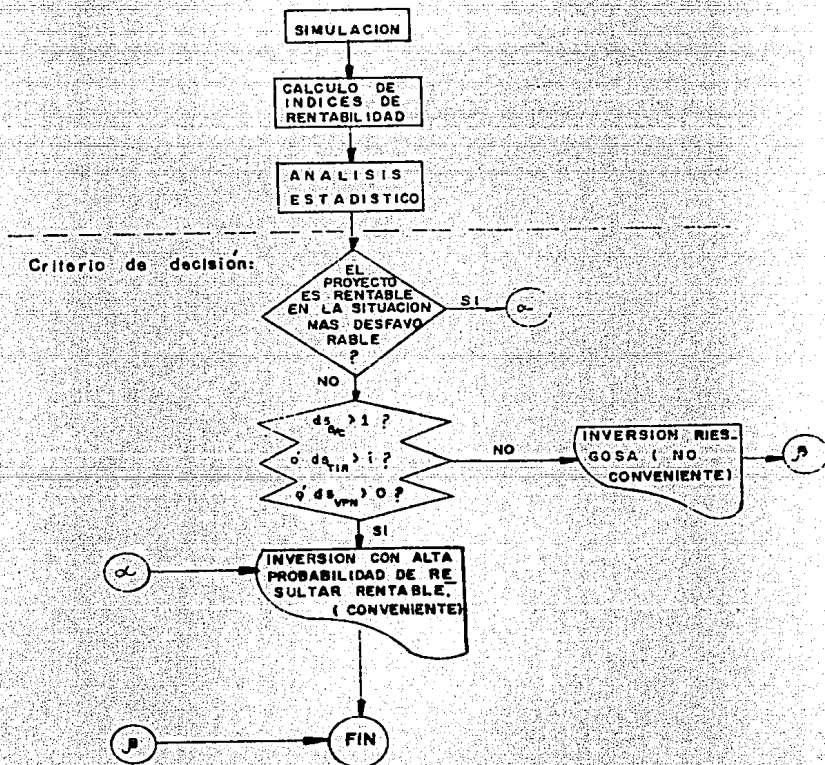 SIMULACION
CALCULO DE
INDICES DE
RENTABILIDAD
ANALISIS
ESTADISTICO
Criterio de decisión:
EL
PROYECTO
ES RENTABLE
EN LA SITUACION
MAS DESFAVO
RABLE
?
SI
α
NO
ds B/C > 1 ?
o' ds TIR > i ?
o' ds VPN > 0 ?
NO
INVERSION RIES-
GOSA ( NO
CONVENIENTE)
β
SI
α
INVERSION CON ALTA
PROBABILIDAD DE RE
SULTAR RENTABLE.
( CONVENIENTE)
β
FIN